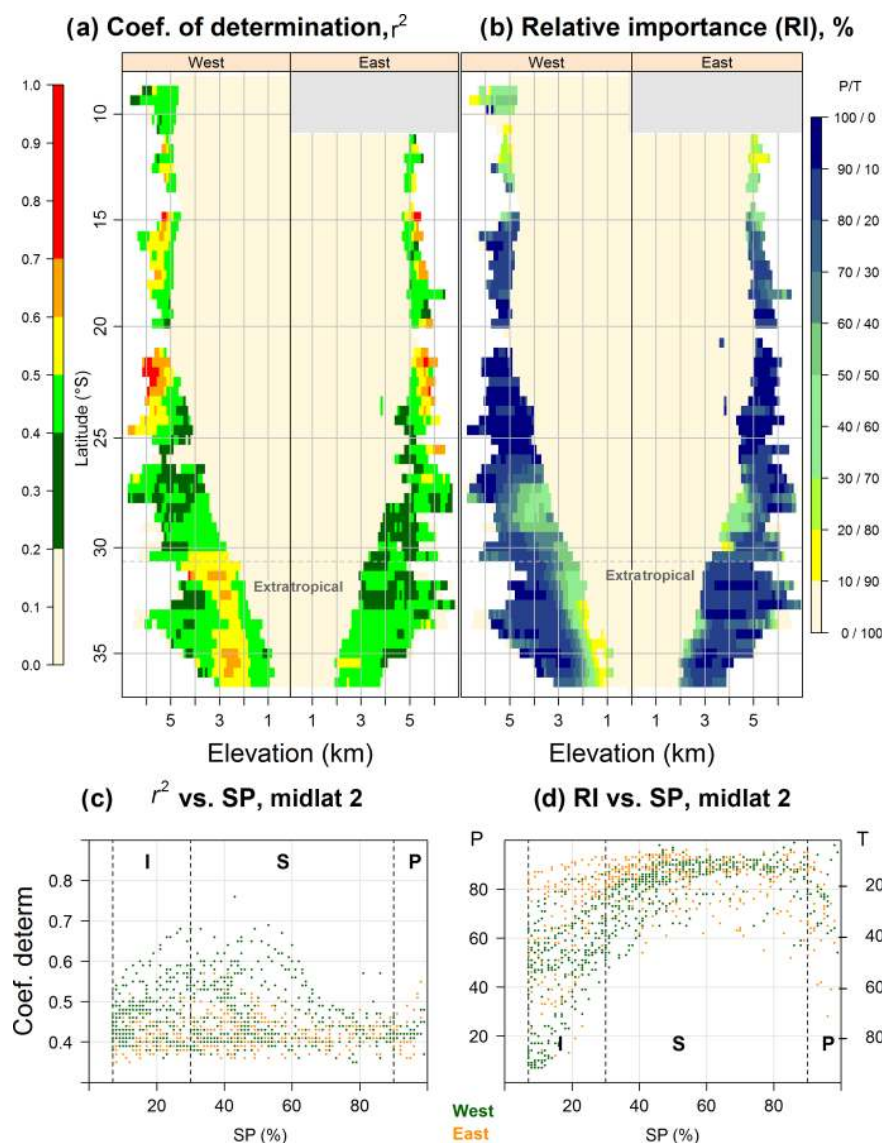 (a) Coef. of determination, r²
(b) Relative importance (RI), %
West
East
West
East
P/T
1.0
0.9
0.8
0.7
0.6
0.5
0.4
0.3
0.2
0.1
0.0
Latitude (°S)
10
15
20
25
30
35
Extratropical
Extratropical
100 / 0
90 / 10
80 / 20
70 / 30
60 / 40
50 / 50
40 / 60
30 / 70
20 / 80
10 / 90
0 / 100
5 3 1 1 3 5
5 3 1 1 3 5
Elevation (km)
Elevation (km)
(c) r² vs. SP, midlat 2
(d) RI vs. SP, midlat 2
Coef. determ
0.8
0.7
0.6
0.5
0.4
I S P
20 40 60 80
SP (%)
P
T
80
60
40
20
20
40
60
80
I S P
20 40 60 80
SP (%)
West
East